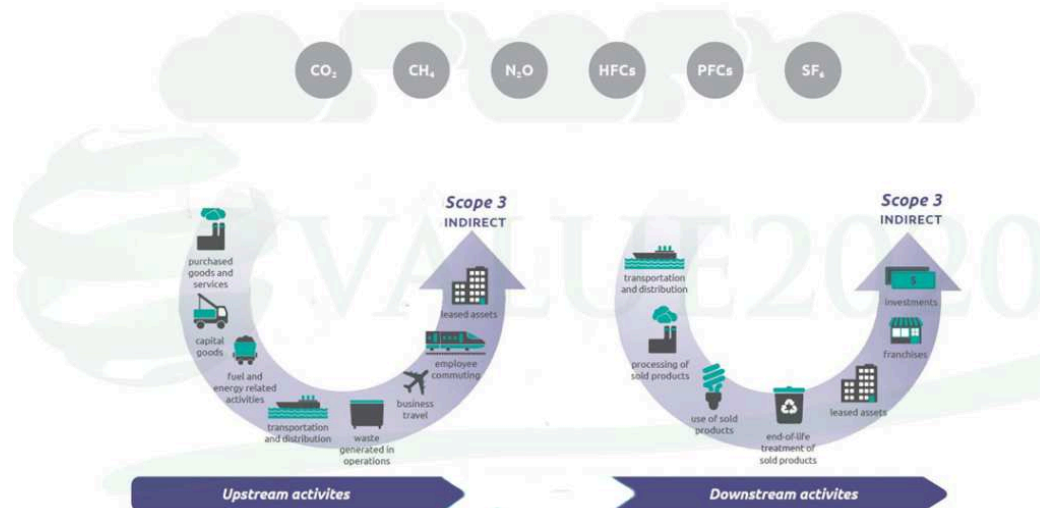 CO₂ CH₄ N₂O HFCs PFCs SF₆
VALUE2020
Scope 3
INDIRECT
purchased
goods and
services
capital
goods
fuel and
energy related
activities
transportation
and distribution
waste
generated in
operations
business
travel
employee
commuting
leased assets
Upstream activites
Scope 3
INDIRECT
transportation
and distribution
processing of
sold products
use of sold
products
end-of-life
treatment of
sold products
leased assets
franchises
$
investments
Downstream activites